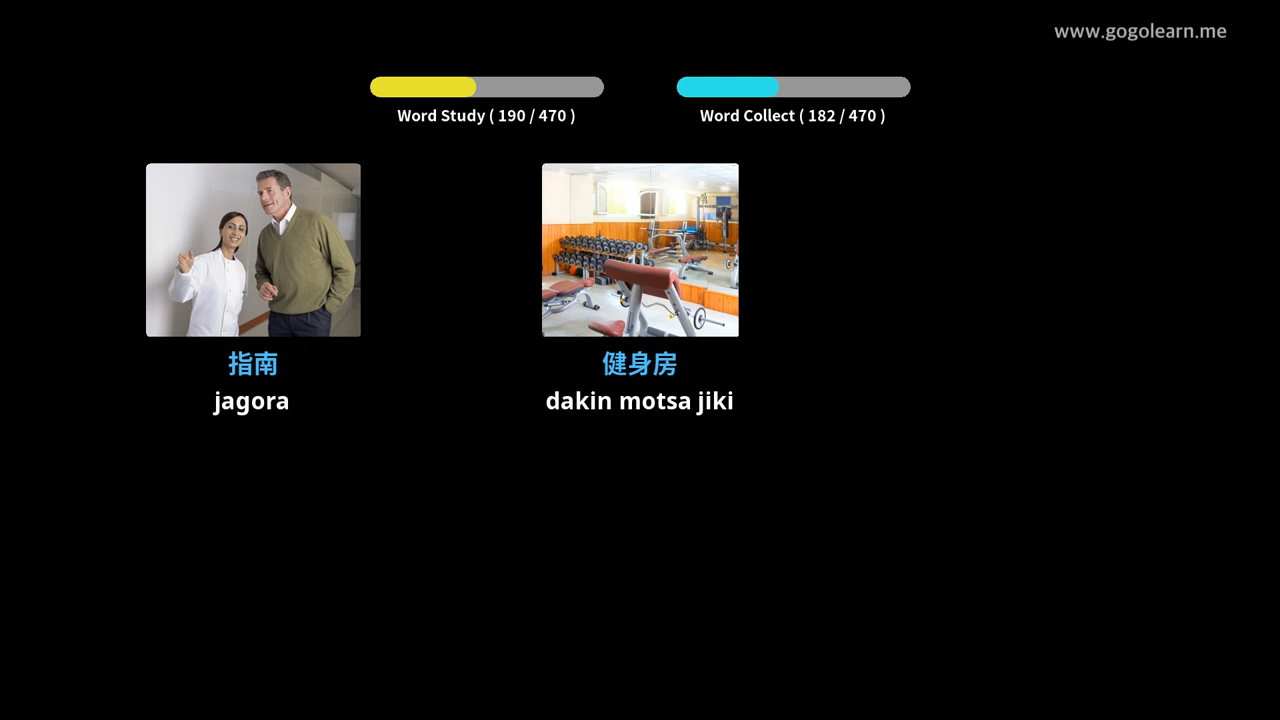 www.gogolearn.me
Word Study ( 190 / 470 )
Word Collect ( 182 / 470 )
指南
jagora
健身房
dakin motsa jiki